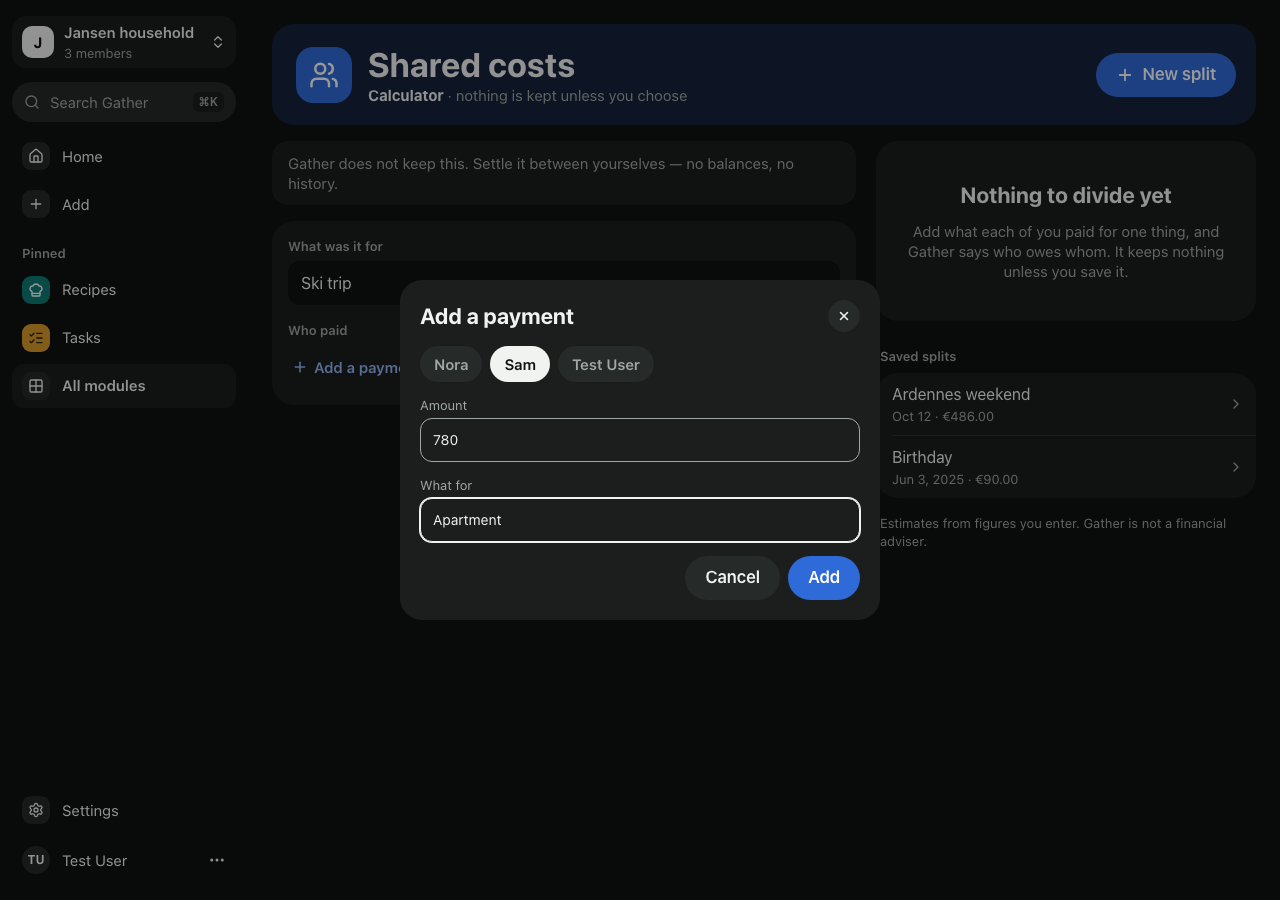 J
Jansen household
3 members
Search Gather
⌘K
Home
Add
Pinned
Recipes
Tasks
All modules
Settings
TU
Test User
Shared costs
Calculator · nothing is kept unless you choose
New split
Gather does not keep this. Settle it between yourselves — no balances, no
history.
What was it for
Ski trip
Who paid
Add a payme
Add a payment
Nora
Sam
Test User
Amount
780
What for
Apartment
Cancel
Add
Nothing to divide yet
Add what each of you paid for one thing, and
Gather says who owes whom. It keeps nothing
unless you save it.
Saved splits
Ardennes weekend
Oct 12 · €486.00
Birthday
Jun 3, 2025 · €90.00
Estimates from figures you enter. Gather is not a financial
adviser.